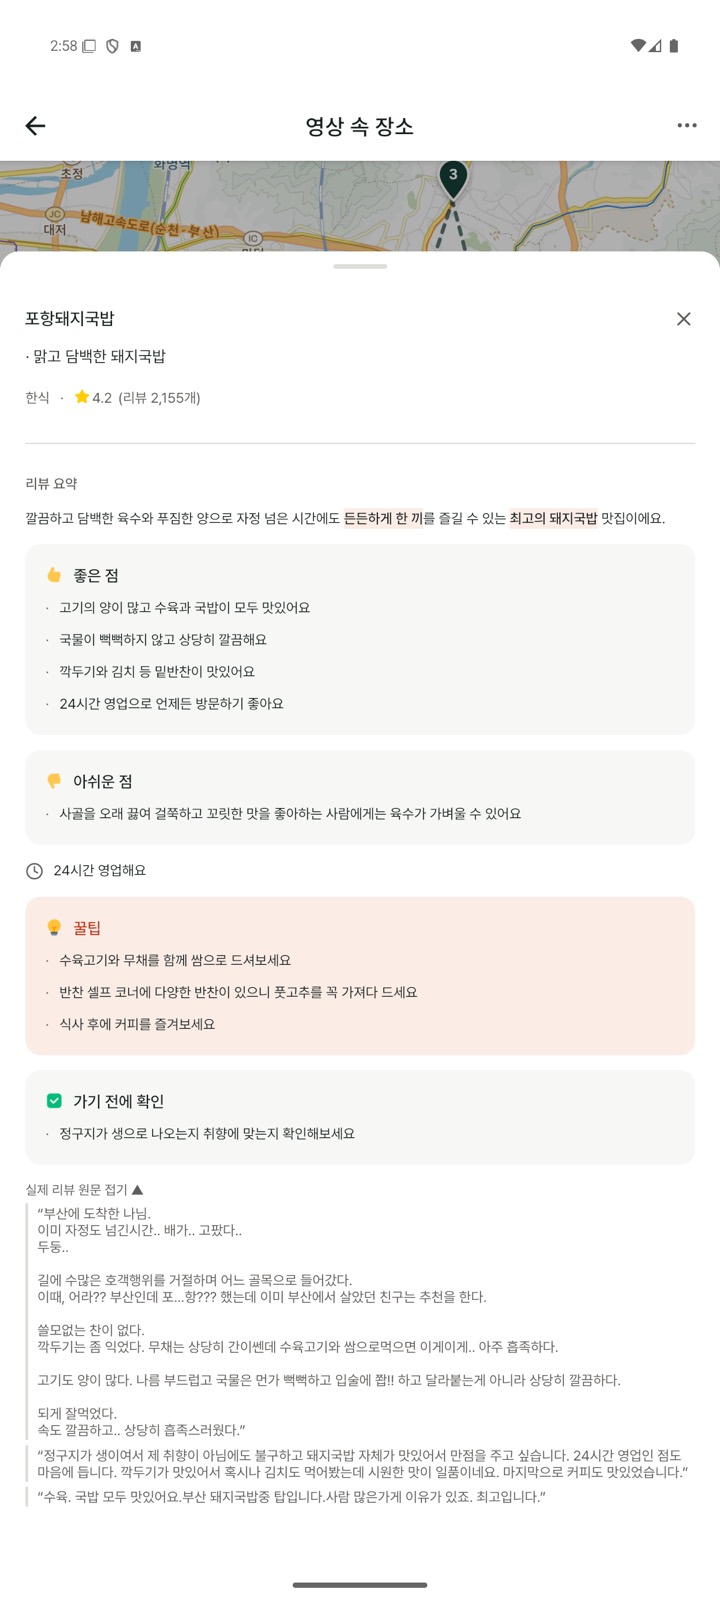 2:58
영상 속 장소
초정
화명역
JC
대저
남해고속도로(순천-부산)
IC
3
포항돼지국밥
· 맑고 담백한 돼지국밥
한식 · 4.2 (리뷰 2,155개)
리뷰 요약
깔끔하고 담백한 육수와 푸짐한 양으로 자정 넘은 시간에도 든든하게 한 끼를 즐길 수 있는 최고의 돼지국밥 맛집이에요.
좋은 점
· 고기의 양이 많고 수육과 국밥이 모두 맛있어요
· 국물이 뻑뻑하지 않고 상당히 깔끔해요
· 깍두기와 김치 등 밑반찬이 맛있어요
· 24시간 영업으로 언제든 방문하기 좋아요
아쉬운 점
· 사골을 오래 끓여 걸쭉하고 꼬릿한 맛을 좋아하는 사람에게는 육수가 가벼울 수 있어요
24시간 영업해요
꿀팁
· 수육고기와 무채를 함께 쌈으로 드셔보세요
· 반찬 셀프 코너에 다양한 반찬이 있으니 풋고추를 꼭 가져다 드세요
· 식사 후에 커피를 즐겨보세요
가기 전에 확인
· 정구지가 생으로 나오는지 취향에 맞는지 확인해보세요
실제 리뷰 원문 접기 ▲
“부산에 도착한 나님.
이미 자정도 넘긴시간.. 배가.. 고팠다..
두둥..
길에 수많은 호객행위를 거절하며 어느 골목으로 들어갔다.
이때, 어라?? 부산인데 포...항??? 했는데 이미 부산에서 살았던 친구는 추천을 한다.
쓸모없는 찬이 없다.
깍두기는 좀 익었다. 무채는 상당히 간이쎈데 수육고기와 쌈으로먹으면 이게이게.. 아주 흡족하다.
고기도 양이 많다. 나름 부드럽고 국물은 먼가 뻑뻑하고 입술에 짭!! 하고 달라붙는게 아니라 상당히 깔끔하다.
되게 잘먹었다.
속도 깔끔하고.. 상당히 흡족스러웠다.”
“정구지가 생이여서 제 취향이 아님에도 불구하고 돼지국밥 자체가 맛있어서 만점을 주고 싶습니다. 24시간 영업인 점도
마음에 듭니다. 깍두기가 맛있어서 혹시나 김치도 먹어봤는데 시원한 맛이 일품이네요. 마지막으로 커피도 맛있었습니다.”
“수육. 국밥 모두 맛있어요.부산 돼지국밥중 탑입니다.사람 많은가게 이유가 있죠. 최고입니다.”